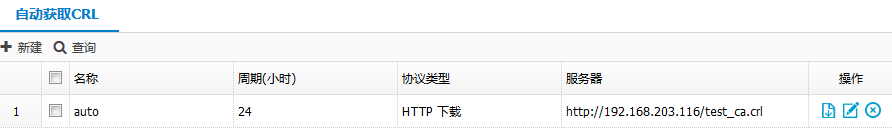 自动获取CRL
新建 查询
名称 周期(小时) 协议类型 服务器 操作
1 auto 24 HTTP 下载 http://192.168.203.116/test_ca.crl